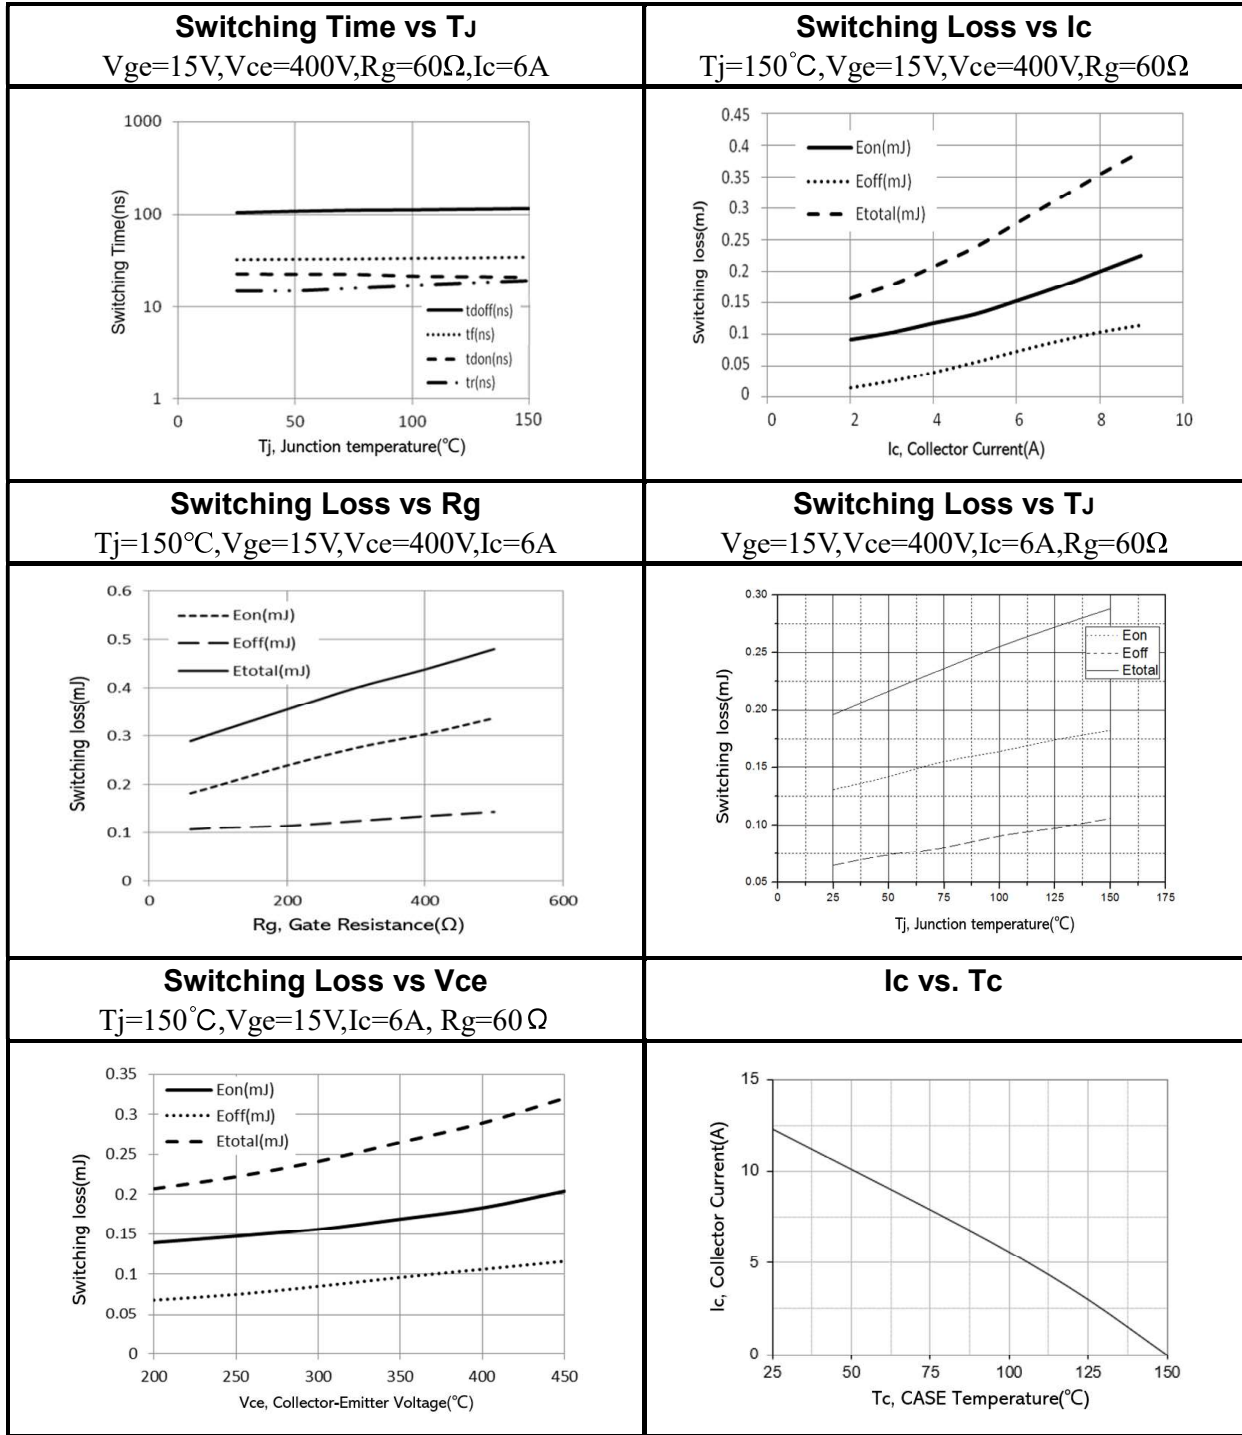 Switching Time vs TJ
Vge=15V,Vce=400V,Rg=60Ω,Ic=6A
Switching Loss vs Ic
Tj=150℃,Vge=15V,Vce=400V,Rg=60Ω
1000
100
10
1
Switching Time(ns)
tdoff(ns)
tf(ns)
tdon(ns)
tr(ns)
0
50
100
150
Tj, Junction temperature(℃)
0.45
0.4
0.35
0.3
0.25
0.2
0.15
0.1
0.05
0
Switching loss(mJ)
Eon(mJ)
Eoff(mJ)
Etotal(mJ)
0
2
4
6
8
10
Ic, Collector Current(A)
Switching Loss vs Rg
Tj=150℃,Vge=15V,Vce=400V,Ic=6A
Switching Loss vs TJ
Vge=15V,Vce=400V,Ic=6A,Rg=60Ω
0.6
0.5
0.4
0.3
0.2
0.1
0
Switching loss(mJ)
Eon(mJ)
Eoff(mJ)
Etotal(mJ)
0
200
400
600
Rg, Gate Resistance(Ω)
0.30
0.25
0.20
0.15
0.10
0.05
Switching loss(mJ)
Eon
Eoff
Etotal
0
25
50
75
100
125
150
175
Tj, Junction temperature(℃)
Switching Loss vs Vce
Tj=150℃,Vge=15V,Ic=6A, Rg=60Ω
Ic vs. Tc
0.35
0.3
0.25
0.2
0.15
0.1
0.05
0
Switching loss(mJ)
Eon(mJ)
Eoff(mJ)
Etotal(mJ)
200
250
300
350
400
450
Vce, Collector-Emitter Voltage(℃)
15
10
5
0
Ic, Collector Current(A)
25
50
75
100
125
150
Tc, CASE Temperature(℃)